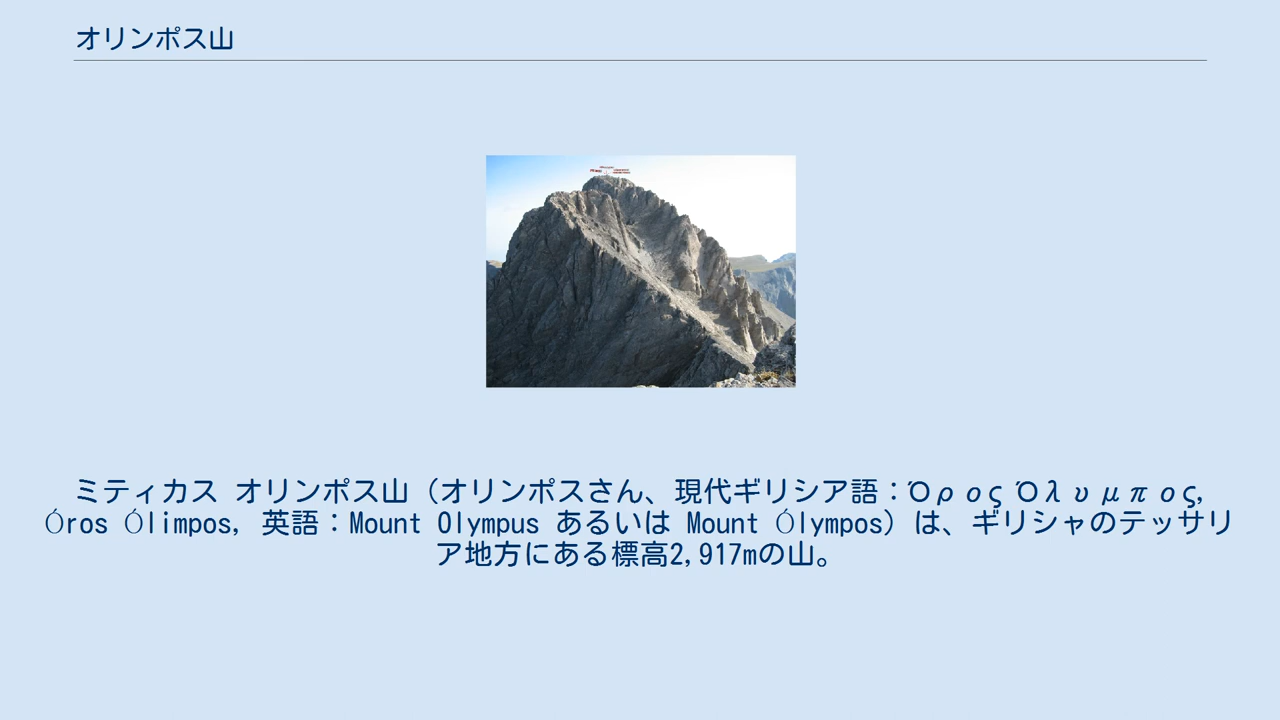 オリンポス山
ミティカス オリンポス山（オリンポスさん、現代ギリシア語：Όρος Όλυμπος,
Óros Ólimpos, 英語：Mount Olympus あるいは Mount Ólympos）は、ギリシャのテッサリ
ア地方にある標高2,917mの山。